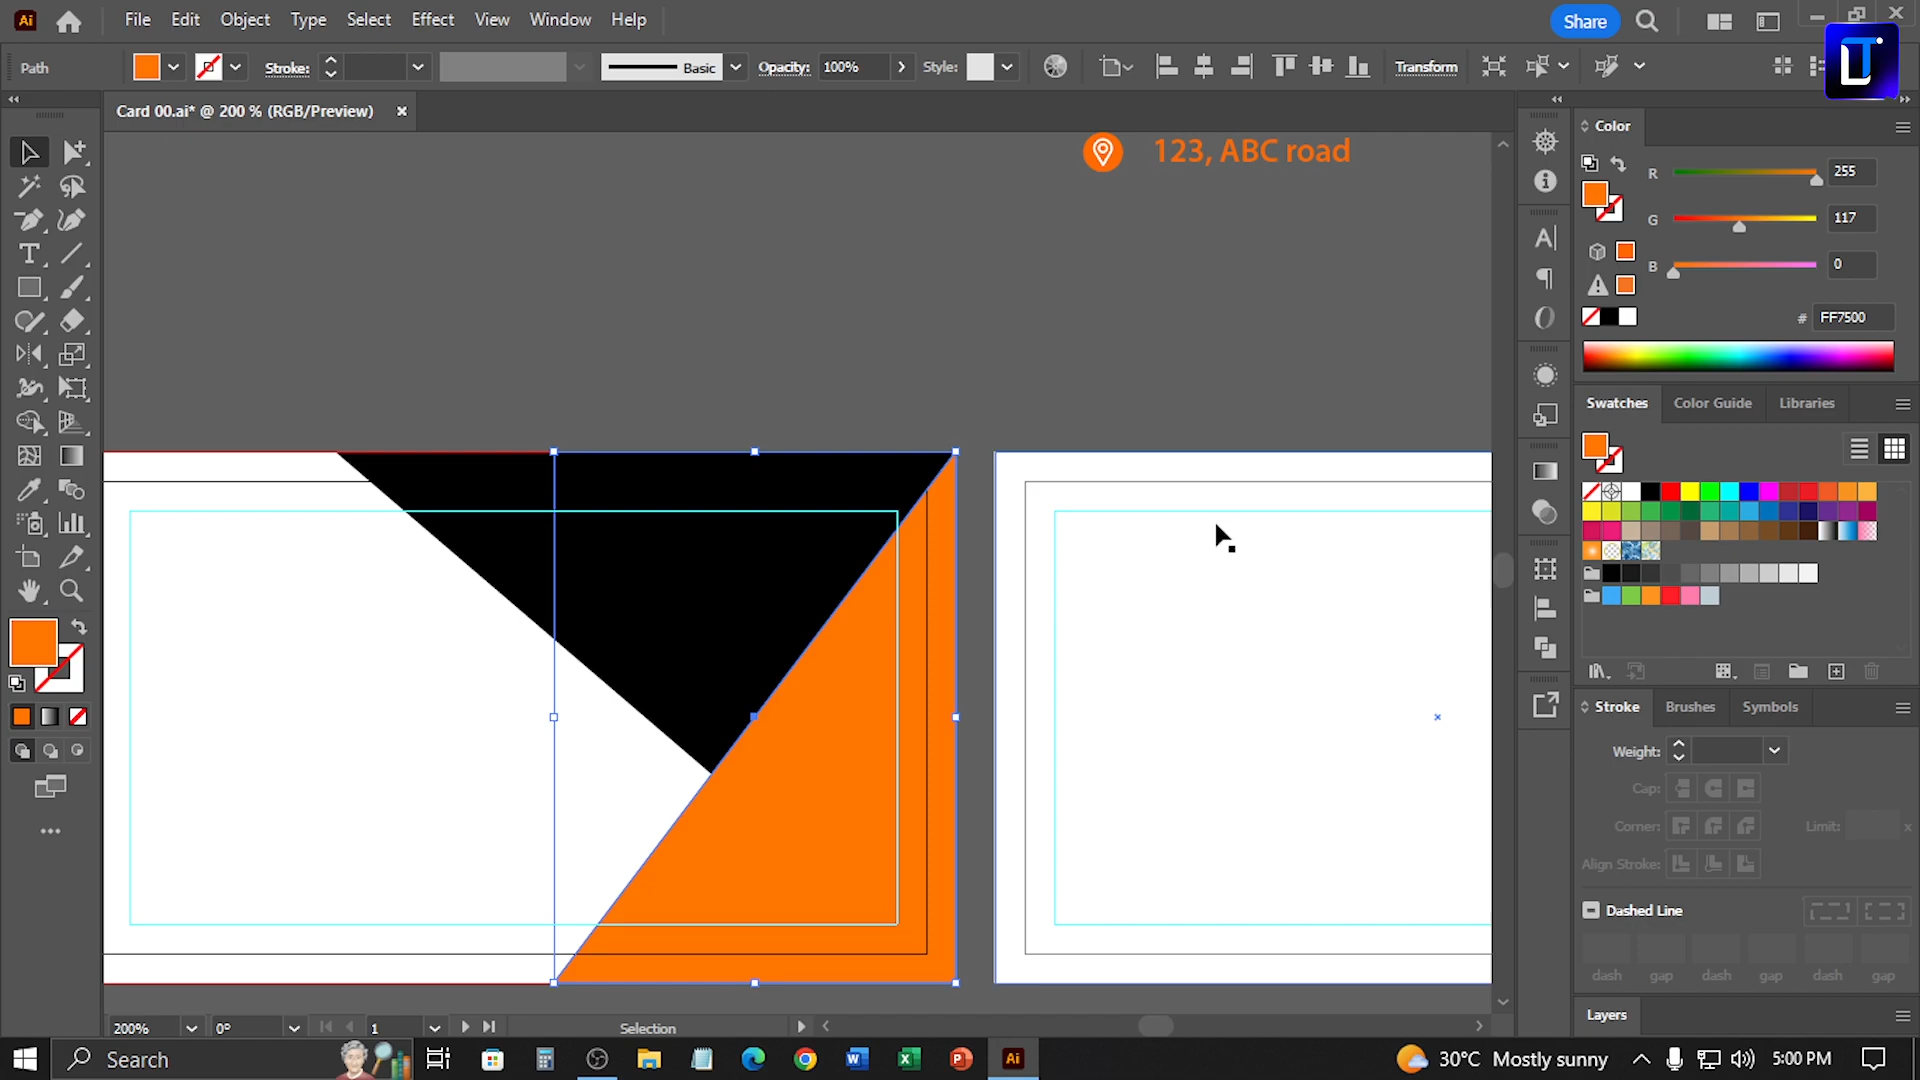 Ai File Edit Object Type Select Effect View Window Help Share
Path Stroke: Basic Opacity: 100% Style: Transform
Card 00.ai* @ 200 % (RGB/Preview) ×
Color
R 255
G 117
B 0
# FF7500
123, ABC road
Swatches Color Guide Libraries
Stroke Brushes Symbols
Weight:
Cap:
Corner: Limit: x
Align Stroke:
Dashed Line
dash gap dash gap dash gap
Layers
200% 0° 1 Selection
Search Ai 30°C Mostly sunny 5:00 PM